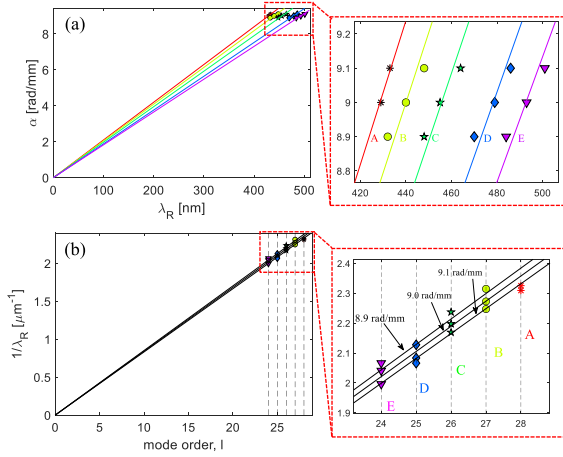 (a)
α [rad/mm]
8
6
4
2
0
0
100
200
300
400
500
λR [nm]
9.1
9
8.9
8.8
A
B
C
D
E
420
440
460
480
500
(b)
1/λR [μm-1]
2
1.5
1
0.5
0
0
5
10
15
20
25
mode order, l
2.4
2.3
2.2
2.1
2
1.9
9.1 rad/mm
9.0 rad/mm
8.9 rad/mm
A
B
C
D
E
24
25
26
27
28